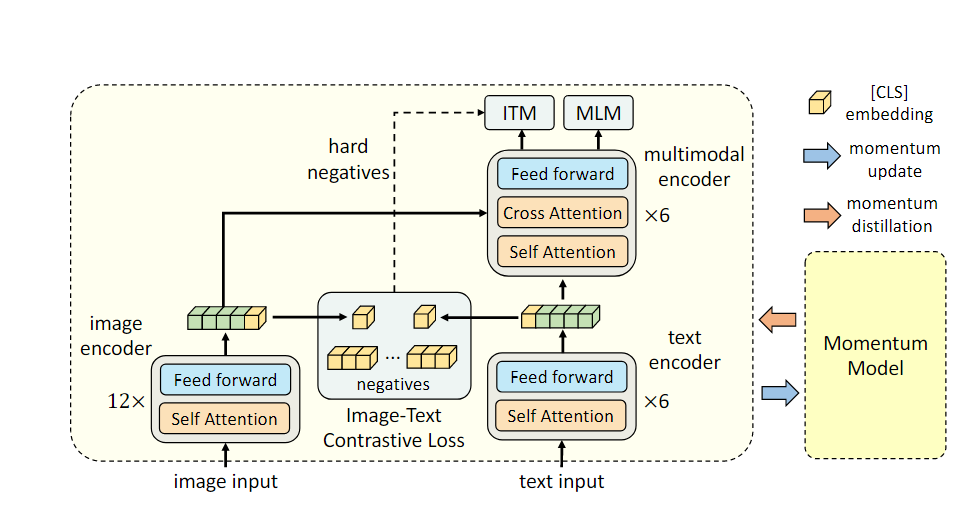 ITM
MLM
[CLS]
embedding
hard
negatives
Feed forward
Cross Attention
Self Attention
multimodal
encoder
×6
momentum
update
momentum
distillation
image
encoder
12×
Feed forward
Self Attention
...
negatives
Image-Text
Contrastive Loss
text
encoder
Feed forward
Self Attention
×6
Momentum
Model
image input
text input